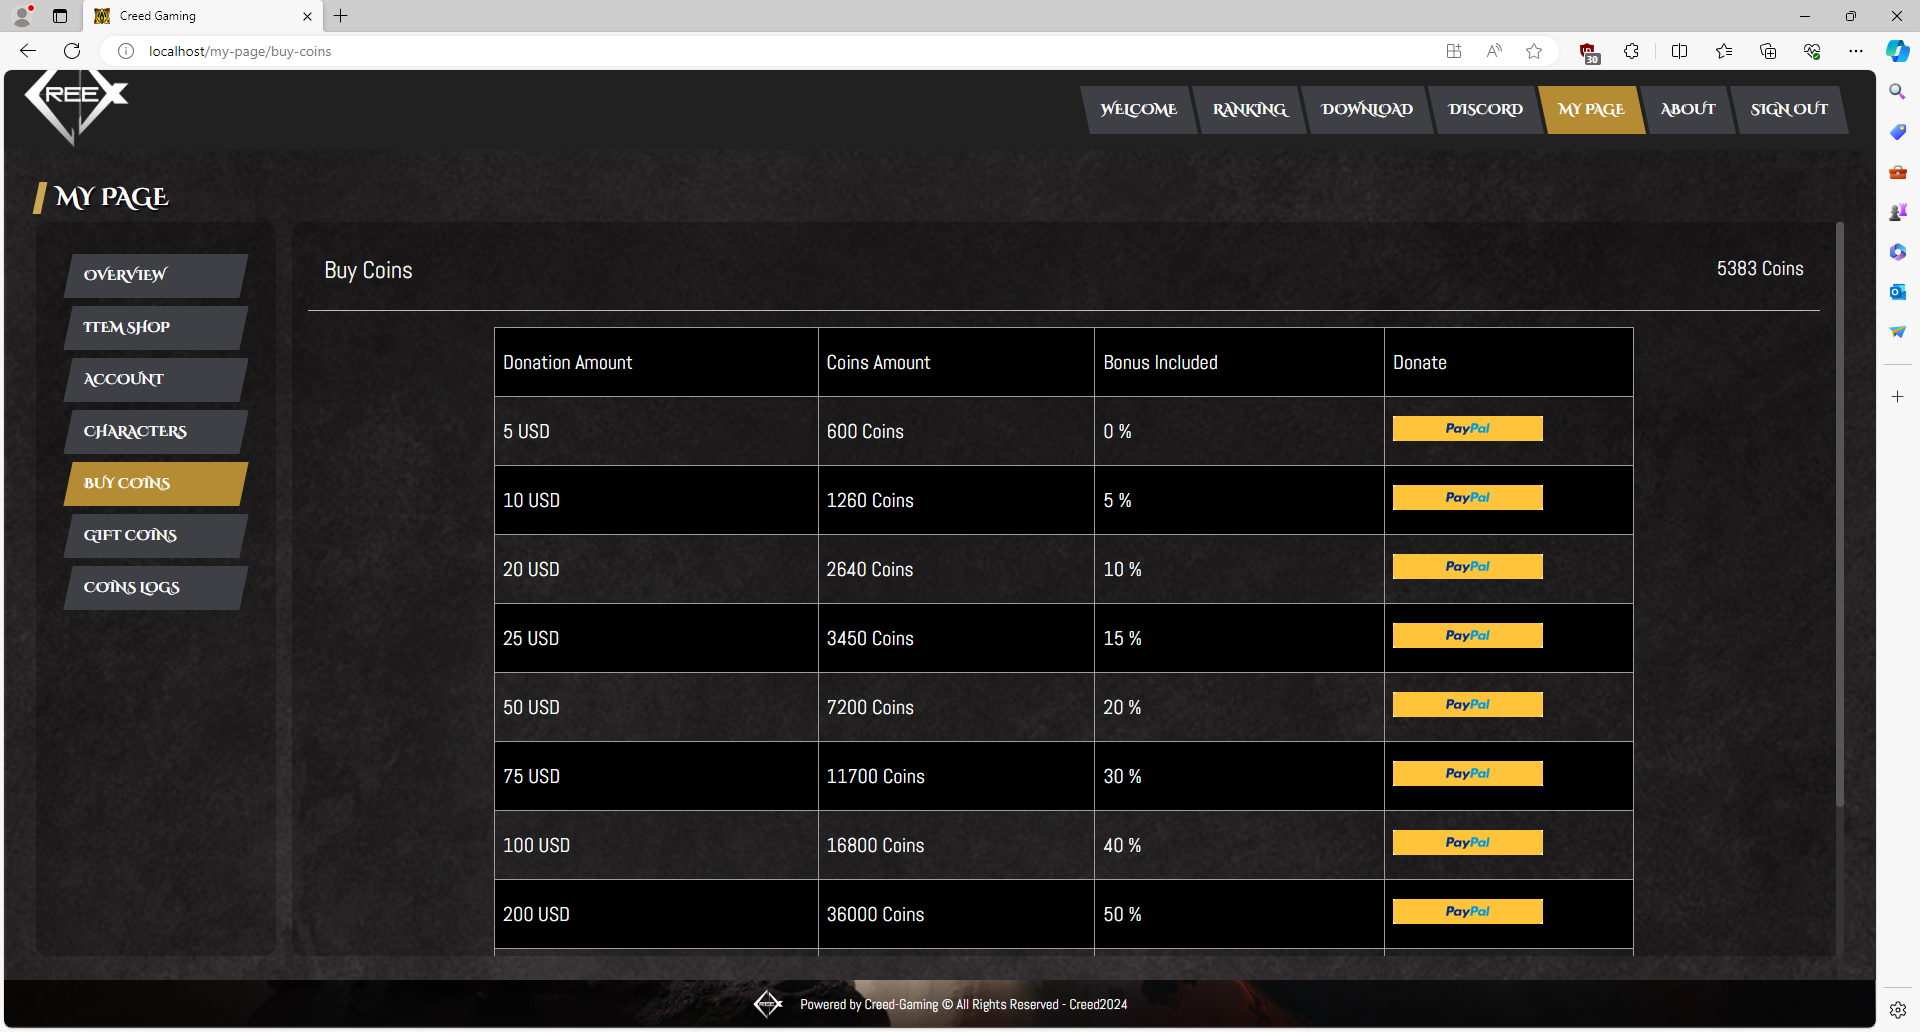 Creed Gaming
localhost/my-page/buy-coins
30
CREEX
WELCOME
RANKING
DOWNLOAD
DISCORD
MY PAGE
ABOUT
SIGN OUT
MY PAGE
OVERVIEW
ITEM SHOP
ACCOUNT
CHARACTERS
BUY COINS
GIFT COINS
COINS LOGS
Buy Coins
5383 Coins
Donation Amount Coins Amount Bonus Included Donate
5 USD 600 Coins 0 % PayPal
10 USD 1260 Coins 5 % PayPal
20 USD 2640 Coins 10 % PayPal
25 USD 3450 Coins 15 % PayPal
50 USD 7200 Coins 20 % PayPal
75 USD 11700 Coins 30 % PayPal
100 USD 16800 Coins 40 % PayPal
200 USD 36000 Coins 50 % PayPal
Powered by Creed-Gaming © All Rights Reserved - Creed2024